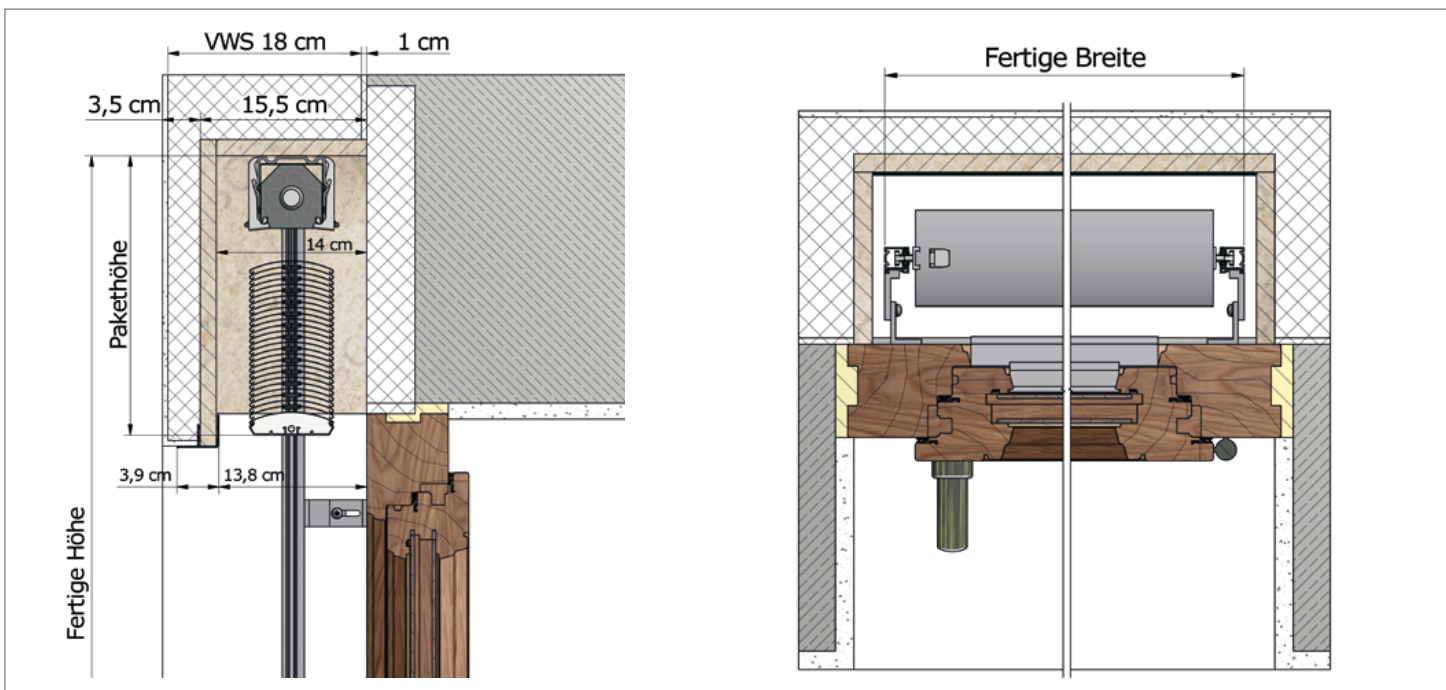 VWS 18 cm
1 cm
3,5 cm
15,5 cm
Pakethöhe
14 cm
3,9 cm
13,8 cm
Fertige Höhe
Fertige Breite